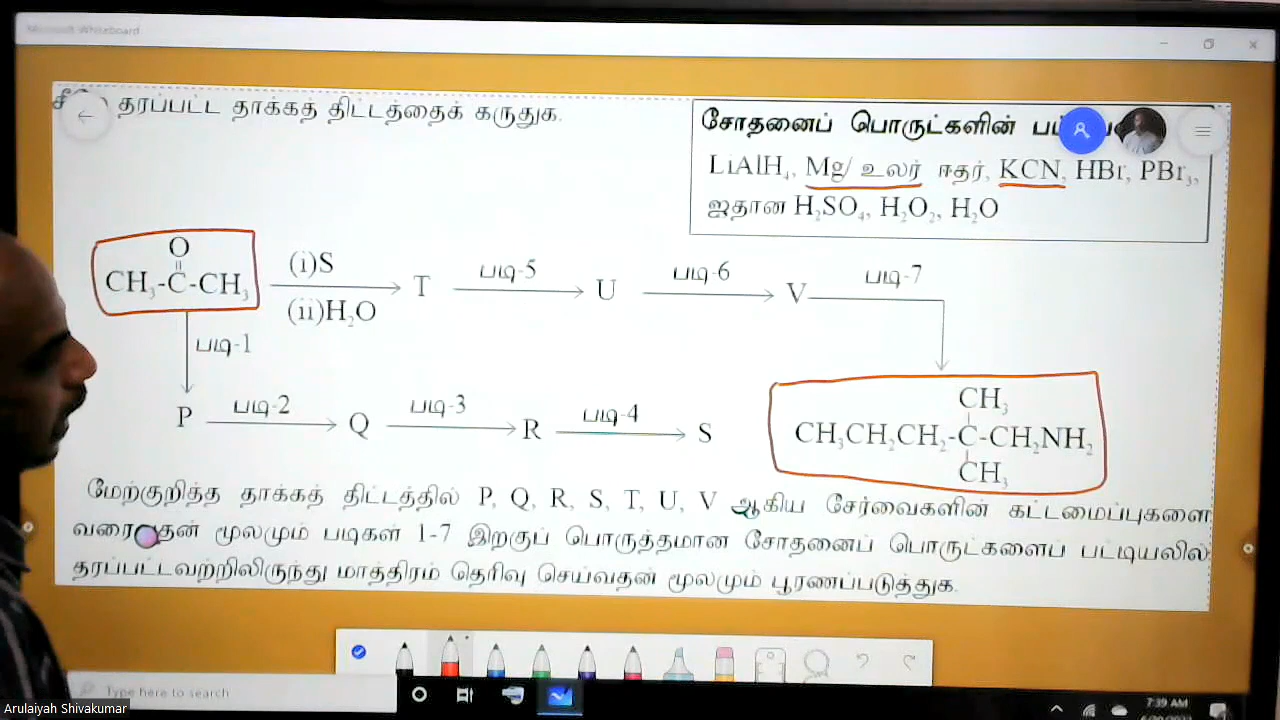 Microsoft Whiteboard
தரப்பட்ட தாக்கத் திட்டத்தைக் கருதுக.
சோதனைப் பொருட்களின்
LiAlH₄, Mg/ உலர் ஈதர், KCN, HBr, PBr₃,
ஐதான H₂SO₄, H₂O₂, H₂O
O
CH₃-C-CH₃
(i)S
(ii)H₂O
T
படி-5
U
படி-6
V
படி-7
படி-1
P
படி-2
Q
படி-3
R
படி-4
S
CH₃
CH₃CH₂CH₂-C-CH₂NH₂
CH₃
மேற்குறித்த தாக்கத் திட்டத்தில் P, Q, R, S, T, U, V ஆகிய சேர்வைகளின் கட்டமைப்புகளை
மூலமும் படிகள் 1-7 இற்குப் பொருத்தமான சோதனைப் பொருட்களைப் பட்டியலில்
தரப்பட்டவற்றிலிருந்து மாத்திரம் தெரிவு செய்வதன் மூலமும் பூரணப்படுத்துக.
Type here to search
7:39 AM
Arulaiyah Shivakumar